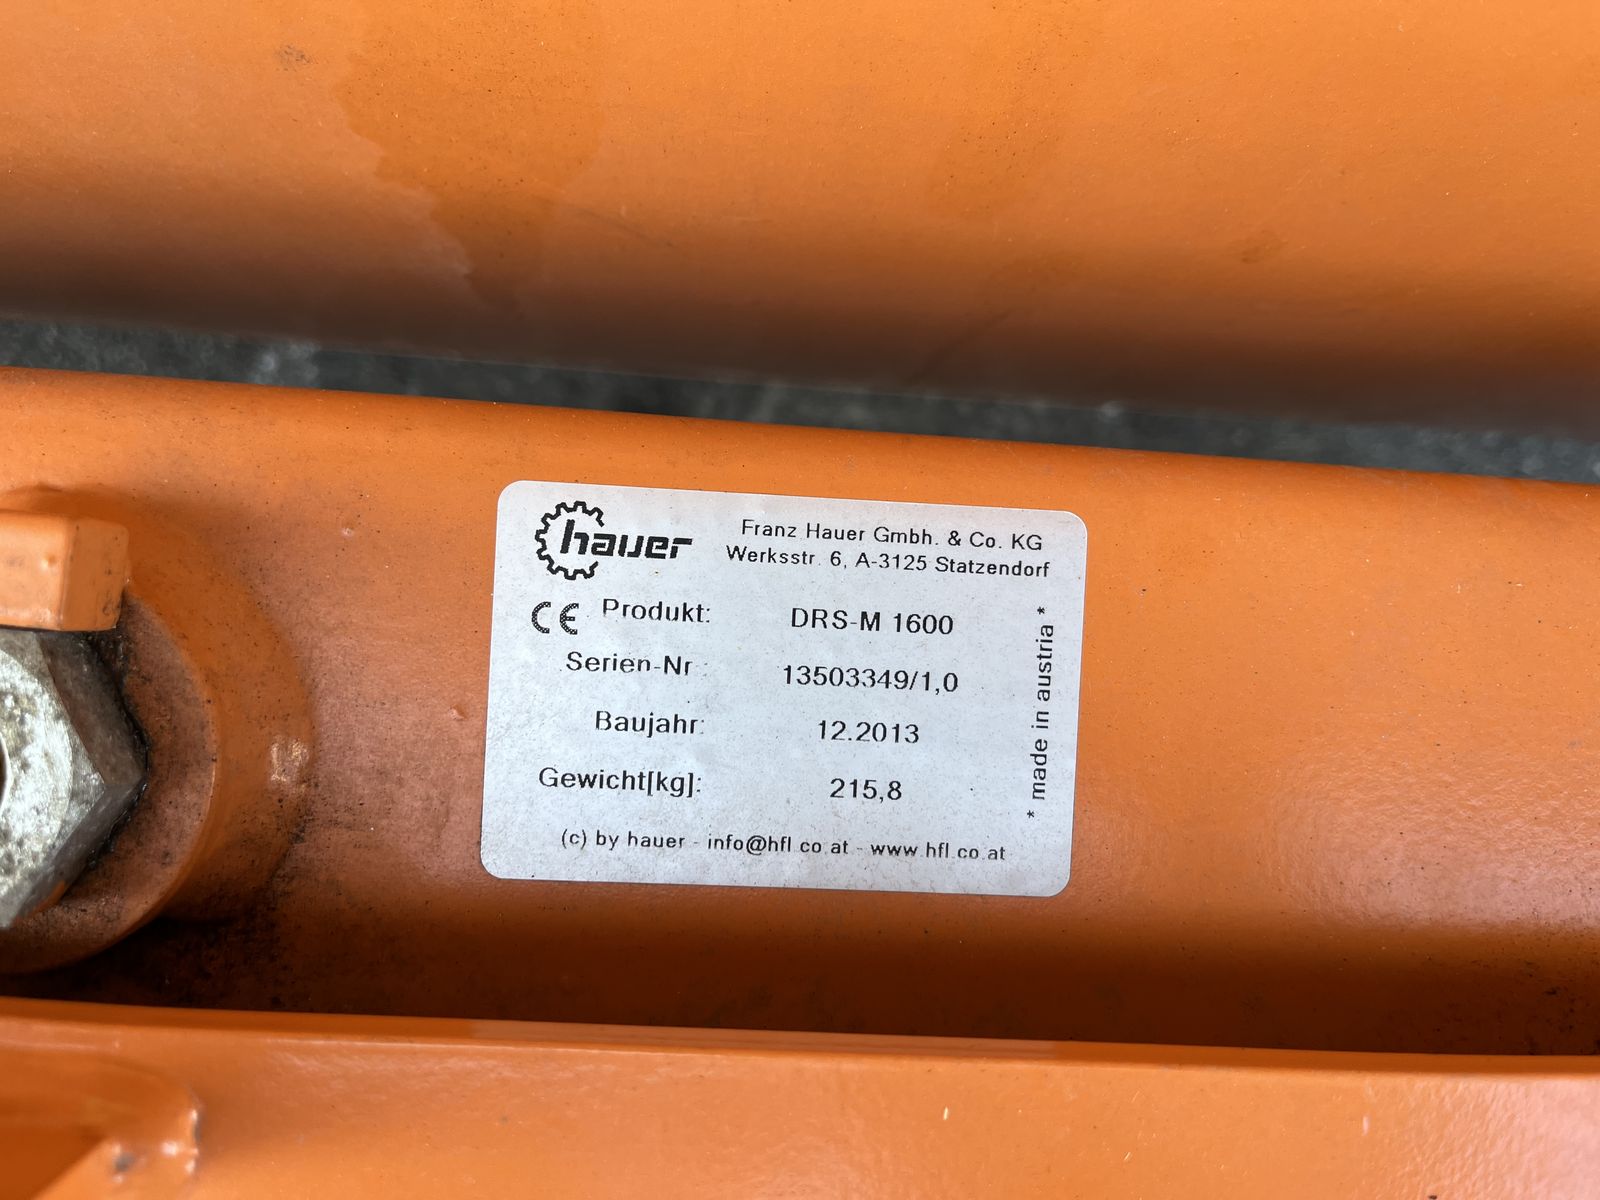 hauer
Franz Hauer Gmbh. & Co. KG
Werksstr. 6, A-3125 Statzendorf
CE Produkt: DRS-M 1600
Serien-Nr.: 13503349/1,0
Baujahr: 12.2013
Gewicht[kg]: 215,8
(c) by hauer - info@hfl.co.at - www.hfl.co.at
* made in austria *